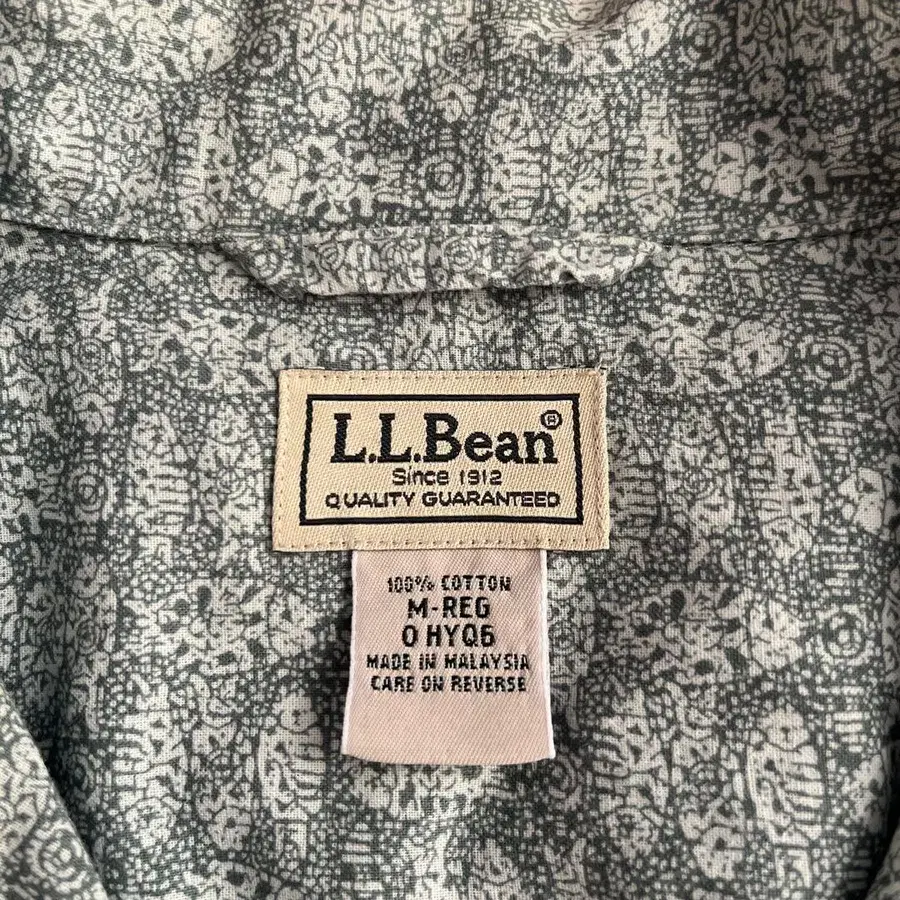 L.L.Bean®
Since 1912
QUALITY GUARANTEED
100% COTTON
M-REG
0 HYQ6
MADE IN MALAYSIA
CARE ON REVERSE